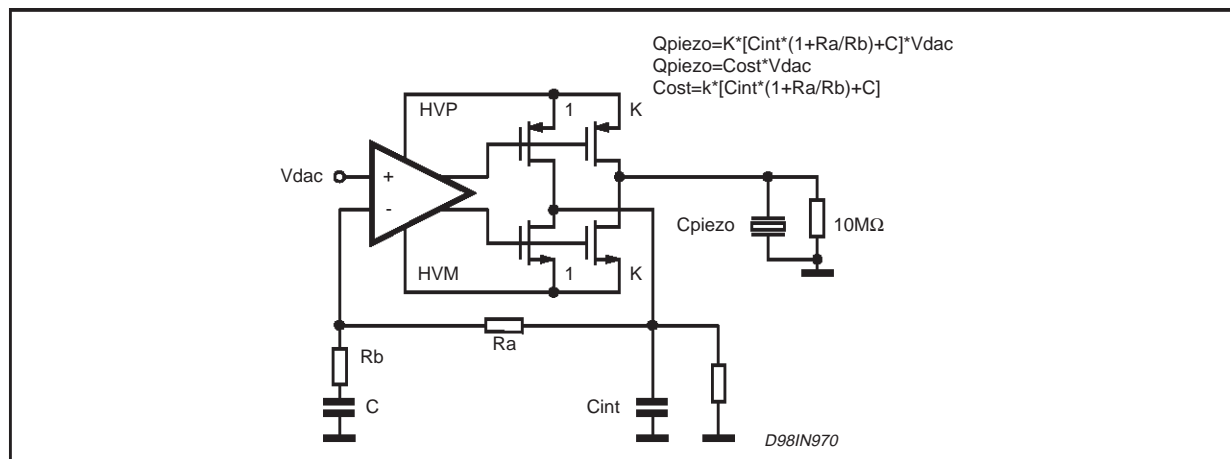 Qpiezo=K*[Cint*(1+Ra/Rb)+C]*Vdac
Qpiezo=Cost*Vdac
Cost=k*[Cint*(1+Ra/Rb)+C]
HVP
1
K
Vdac
+
-
Cpiezo
10MΩ
HVM
1
K
Ra
Rb
C
Cint
D98IN970